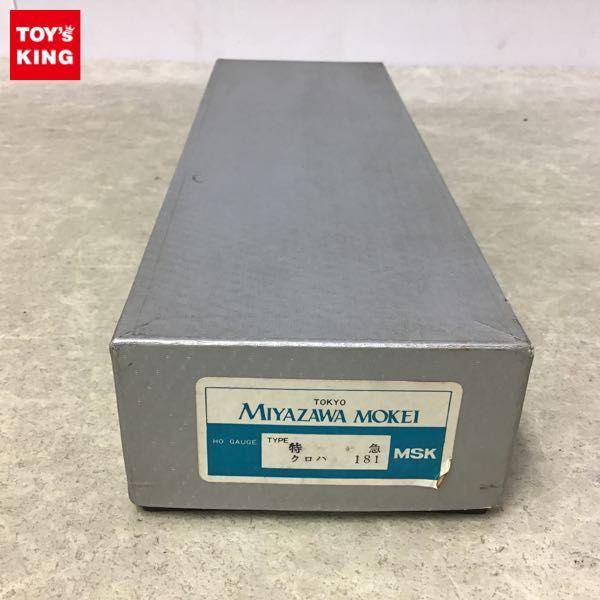 TOY's
KING
TOKYO
MIYAZAWA MOKEI
HO GAUGE TYPE 特急
クロハ 181 MSK